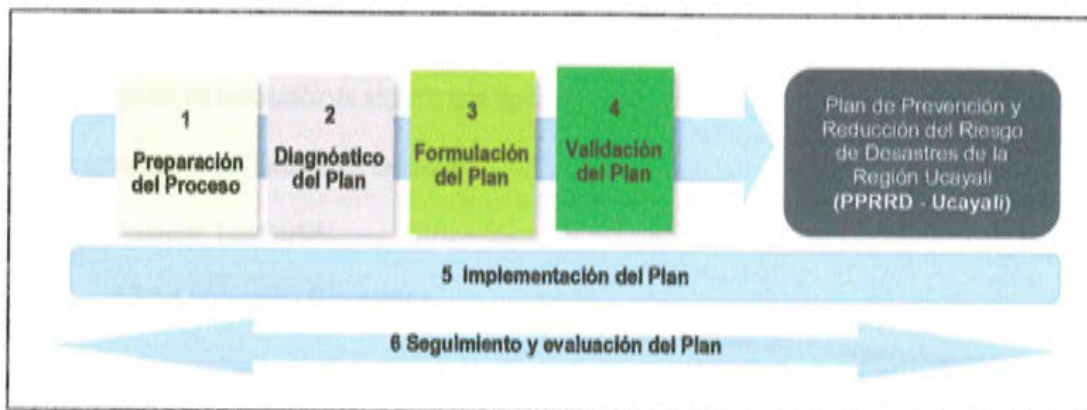 1
Preparación
del Proceso
2
Diagnóstico
del Plan
3
Formulación
del Plan
4
Validación
del Plan
Plan de Prevención y
Reducción del Riesgo
de Desastres de la
Región Ucayali
(PPRRD - Ucayali)
5 Implementación del Plan
6 Seguimiento y evaluación del Plan